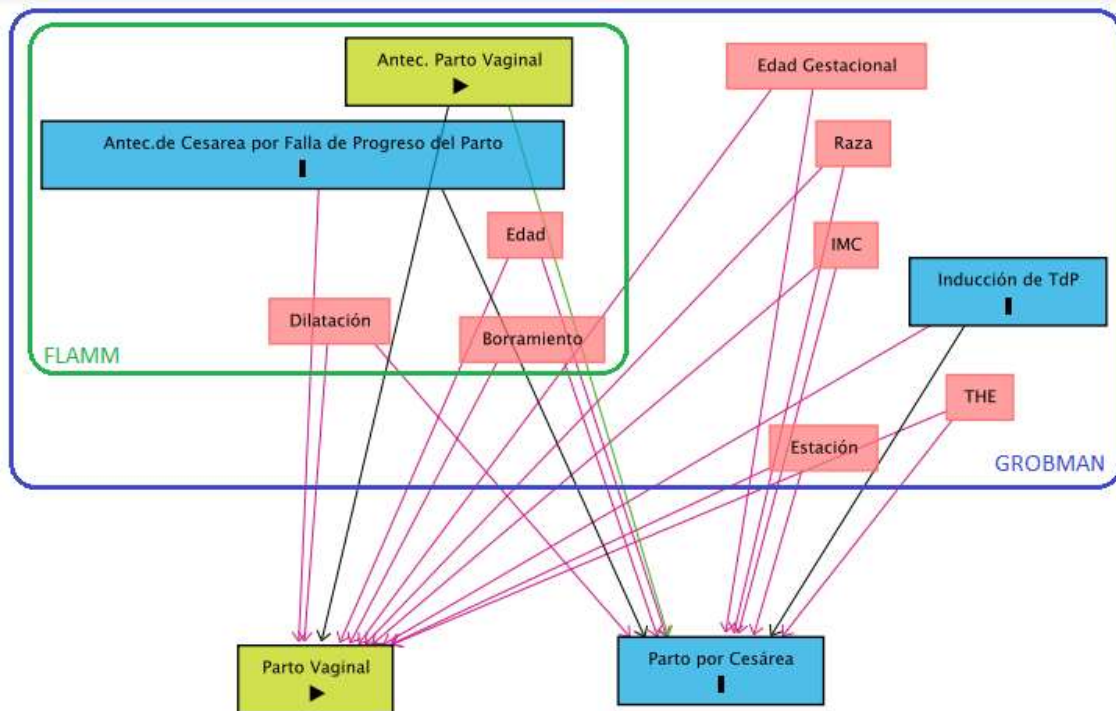 Antec. Parto Vaginal
Edad Gestacional
Antec.de Cesarea por Falla de Progreso del Parto
Raza
Edad
IMC
Inducción de TdP
Dilatación
Borramiento
FLAMM
THE
Estación
GROBMAN
Parto Vaginal
Parto por Cesárea